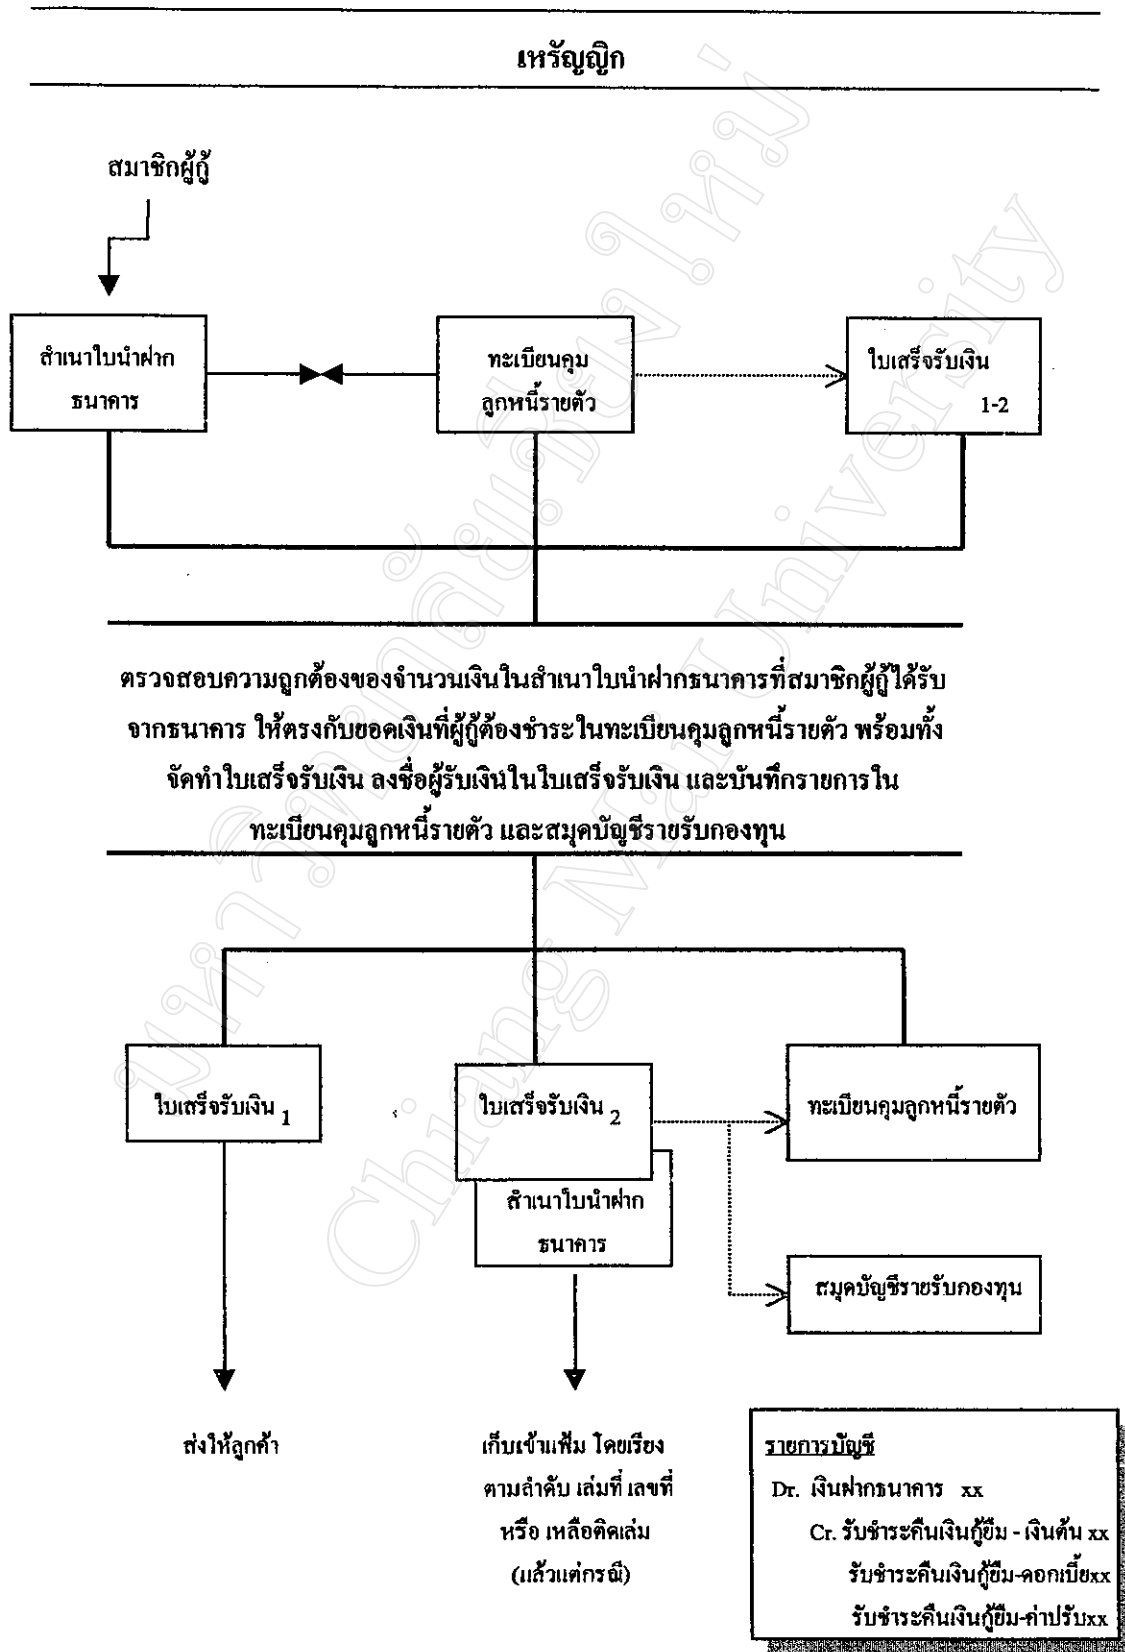 เหรัญญิก
สมาชิกผู้กู้
สำเนาใบนำฝาก
ธนาคาร
ทะเบียนคุม
ลูกหนี้รายตัว
ใบเสร็จรับเงิน
1-2
ตรวจสอบความถูกต้องของจำนวนเงินในสำเนาใบนำฝากธนาคารที่สมาชิกผู้กู้ได้รับ
จากธนาคาร ให้ตรงกับยอดเงินที่ผู้กู้ต้องชำระในทะเบียนคุมลูกหนี้รายตัว พร้อมทั้ง
จัดทำใบเสร็จรับเงิน ลงชื่อผู้รับเงินในใบเสร็จรับเงิน และบันทึกรายการใน
ทะเบียนคุมลูกหนี้รายตัว และสมุดบัญชีรายรับกองทุน
ใบเสร็จรับเงิน 1
ใบเสร็จรับเงิน 2
สำเนาใบนำฝาก
ธนาคาร
ทะเบียนคุมลูกหนี้รายตัว
สมุดบัญชีรายรับกองทุน
ส่งให้ลูกค้า
เก็บเข้าแฟ้ม โดยเรียง
ตามลำดับ เล่มที่ เลขที่
หรือ เหลือติดเล่ม
(แล้วแต่กรณี)
รายการบัญชี
Dr. เงินฝากธนาคาร xx
Cr. รับชำระคืนเงินกู้ยืม - เงินต้น xx
รับชำระคืนเงินกู้ยืม-ดอกเบี้ยxx
รับชำระคืนเงินกู้ยืม-ค่าปรับxx
มหาวิทยาลัยเชียงใหม่
Chiang Mai University